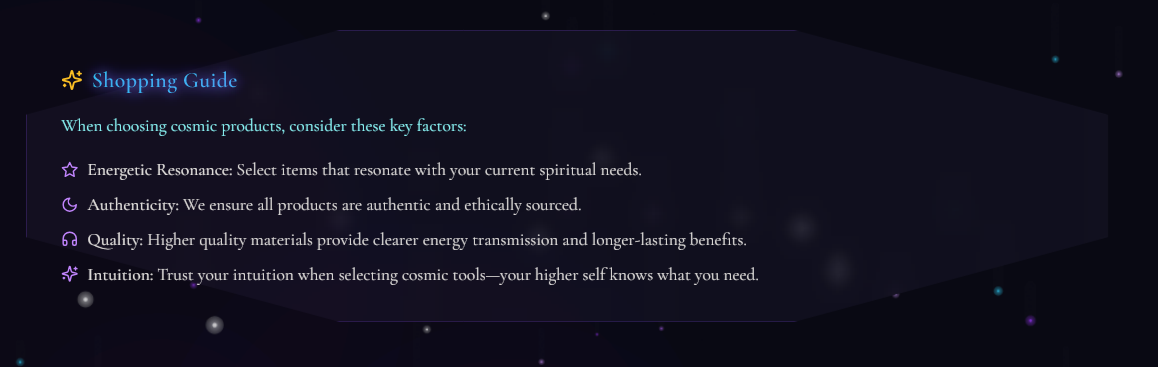 Shopping Guide
When choosing cosmic products, consider these key factors:
Energetic Resonance: Select items that resonate with your current spiritual needs.
Authenticity: We ensure all products are authentic and ethically sourced.
Quality: Higher quality materials provide clearer energy transmission and longer-lasting benefits.
Intuition: Trust your intuition when selecting cosmic tools—your higher self knows what you need.